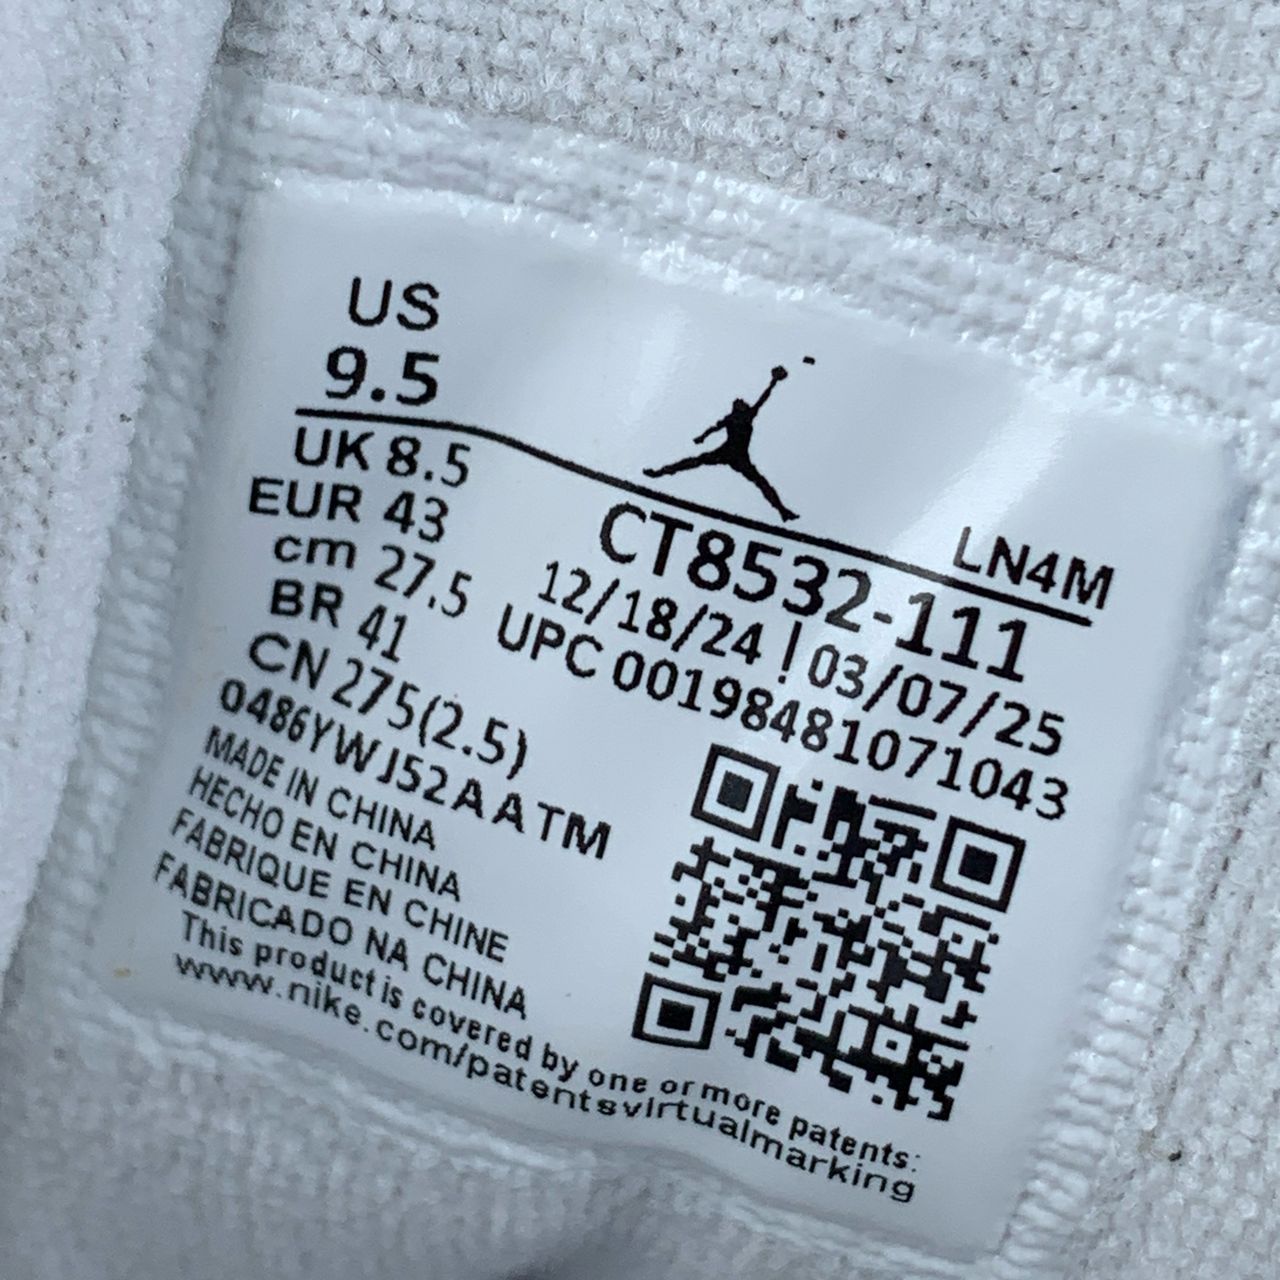 US
9.5
UK 8.5
EUR 43
cm 27.5
BR 41
CN 275(2.5)
0486YWJ52AATM
MADE IN CHINA
HECHO EN CHINA
FABRIQUE EN CHINE
FABRICADO NA CHINA
This product is covered by one or more patents:
www.nike.com/patentsvirtualmarking
LN4M
CT8532-111
12/18/24 ! 03/07/25
UPC 00198481071043